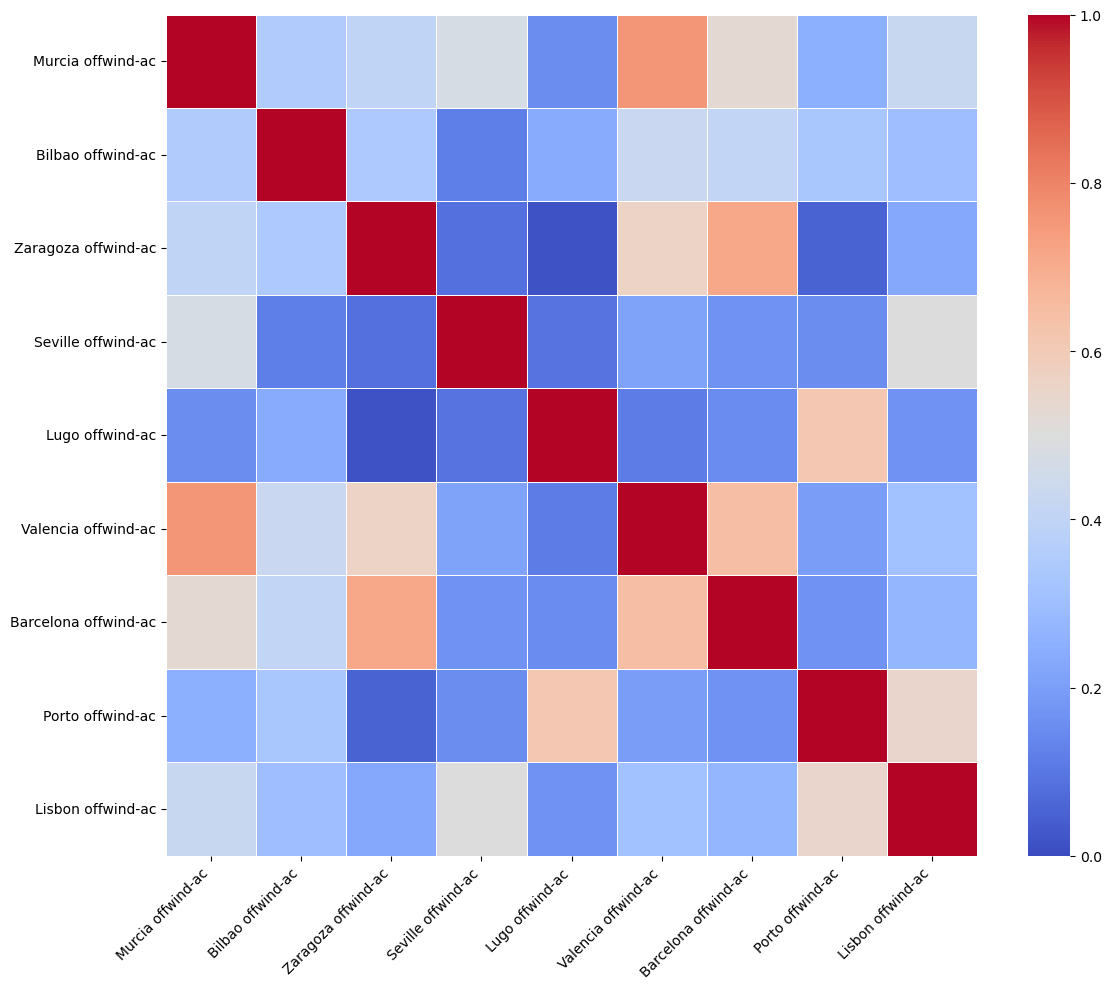 Murcia offwind-ac
Bilbao offwind-ac
Zaragoza offwind-ac
Seville offwind-ac
Lugo offwind-ac
Valencia offwind-ac
Barcelona offwind-ac
Porto offwind-ac
Lisbon offwind-ac
Murcia offwind-ac
Bilbao offwind-ac
Zaragoza offwind-ac
Seville offwind-ac
Lugo offwind-ac
Valencia offwind-ac
Barcelona offwind-ac
Porto offwind-ac
Lisbon offwind-ac
1.0
0.8
0.6
0.4
0.2
0.0